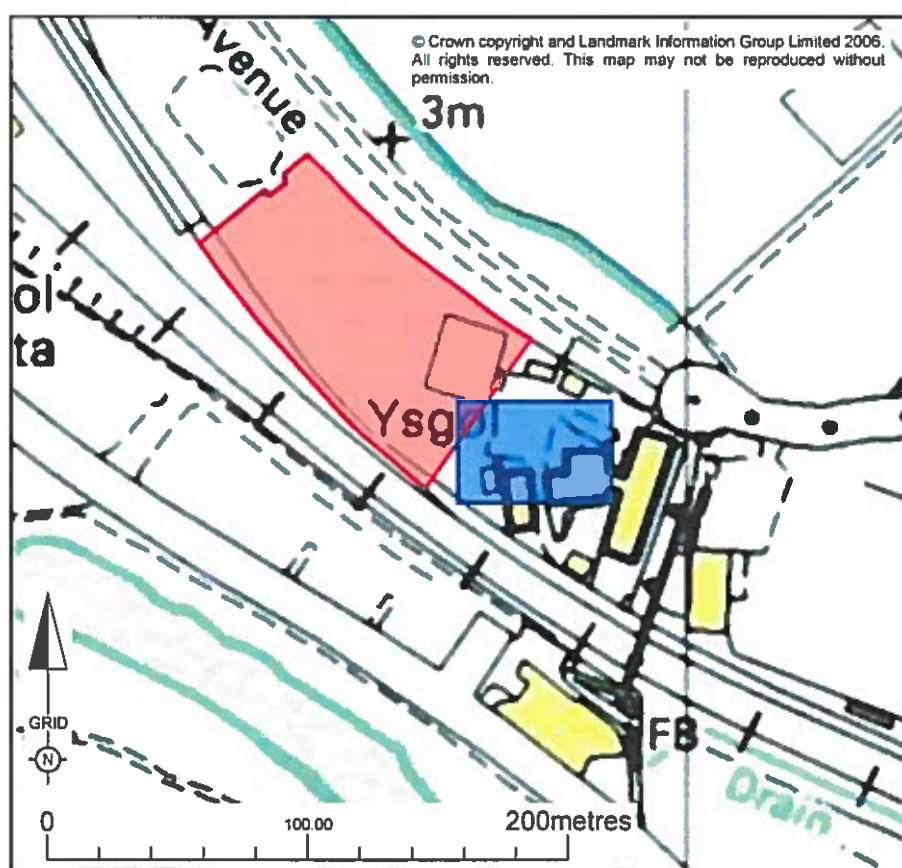 © Crown copyright and Landmark Information Group Limited 2006.
All rights reserved. This map may not be reproduced without
permission.
Avenue
3m
ol
ta
Ysgol
GRID
N
FB
Drain
0
100.00
200metres